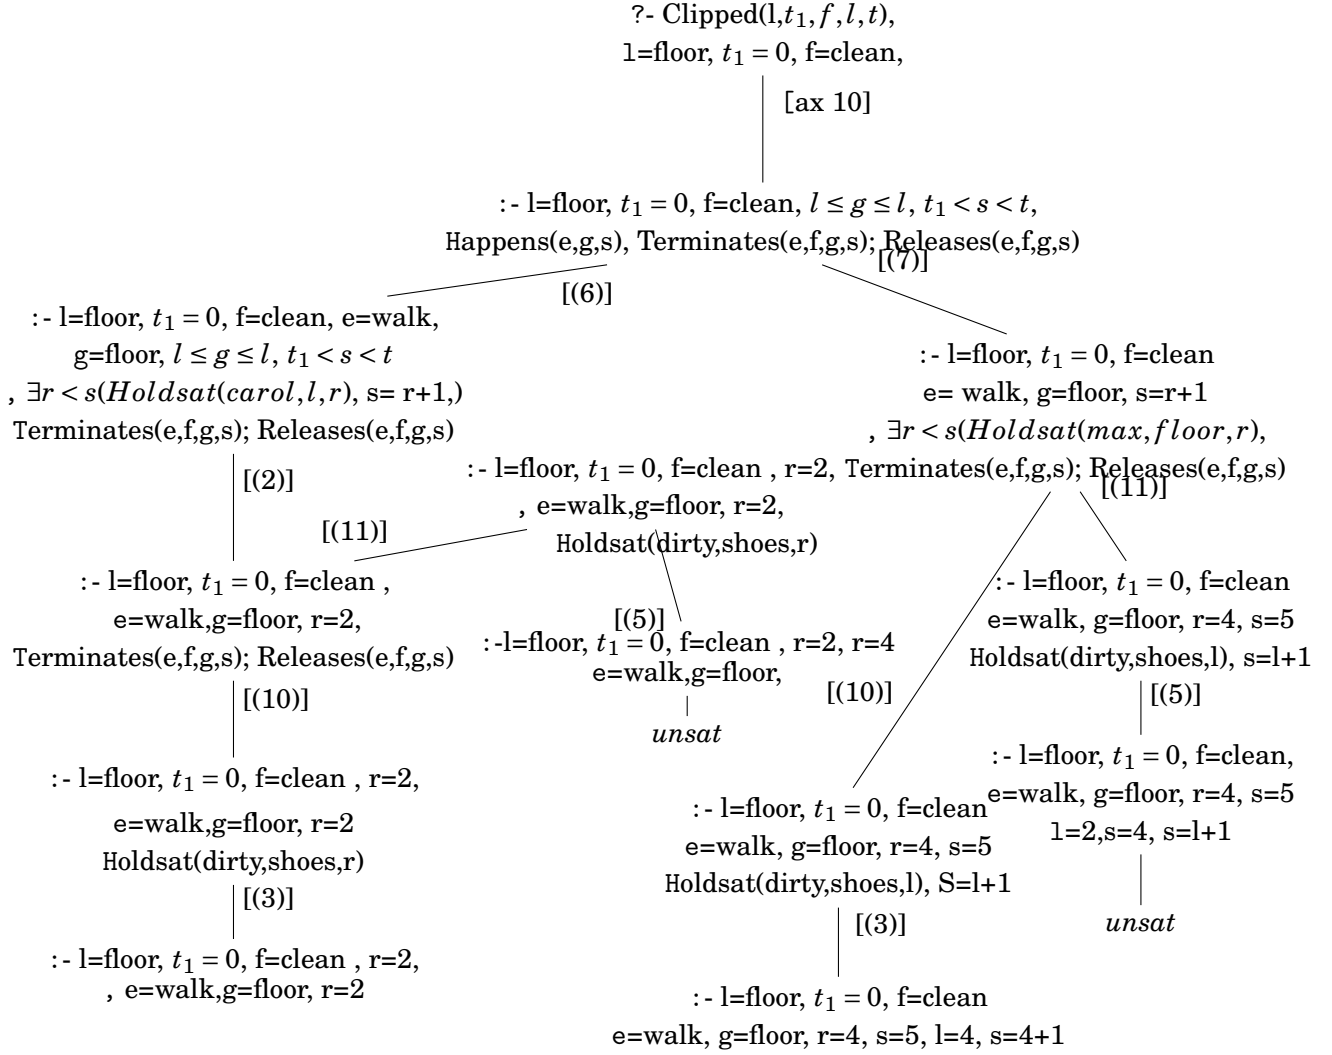 ?- Clipped(l,t₁,f,l,t),
l=floor, t₁ = 0, f=clean,
[ax 10]
:- l=floor, t₁ = 0, f=clean, l ≤ g ≤ l, t₁ < s < t,
Happens(e,g,s), Terminates(e,f,g,s); Releases(e,f,g,s)
[(7)]
[(6)]
:- l=floor, t₁ = 0, f=clean, e=walk,
g=floor, l ≤ g ≤ l, t₁ < s < t
, ∃r < s(Holdsat(carol,l,r), s= r+1,)
Terminates(e,f,g,s); Releases(e,f,g,s)
:- l=floor, t₁ = 0, f=clean
e= walk, g=floor, s=r+1
, ∃r < s(Holdsat(max,floor,r),
Terminates(e,f,g,s); Releases(e,f,g,s)
[(2)]
[(11)]
:- l=floor, t₁ = 0, f=clean , r=2,
, e=walk,g=floor, r=2,
Holdsat(dirty,shoes,r)
[(11)]
:- l=floor, t₁ = 0, f=clean ,
e=walk,g=floor, r=2,
Terminates(e,f,g,s); Releases(e,f,g,s)
[(5)]
:-l=floor, t₁ = 0, f=clean , r=2, r=4
e=walk,g=floor,
unsat
:- l=floor, t₁ = 0, f=clean
e=walk, g=floor, r=4, s=5
Holdsat(dirty,shoes,l), s=l+1
[(10)]
[(10)]
[(5)]
:- l=floor, t₁ = 0, f=clean , r=2,
e=walk,g=floor, r=2
Holdsat(dirty,shoes,r)
[(3)]
:- l=floor, t₁ = 0, f=clean , r=2,
, e=walk,g=floor, r=2
:- l=floor, t₁ = 0, f=clean
e=walk, g=floor, r=4, s=5
Holdsat(dirty,shoes,l), S=l+1
[(3)]
:- l=floor, t₁ = 0, f=clean
e=walk, g=floor, r=4, s=5, l=4, s=4+1
:- l=floor, t₁ = 0, f=clean,
e=walk, g=floor, r=4, s=5
l=2,s=4, s=l+1
unsat